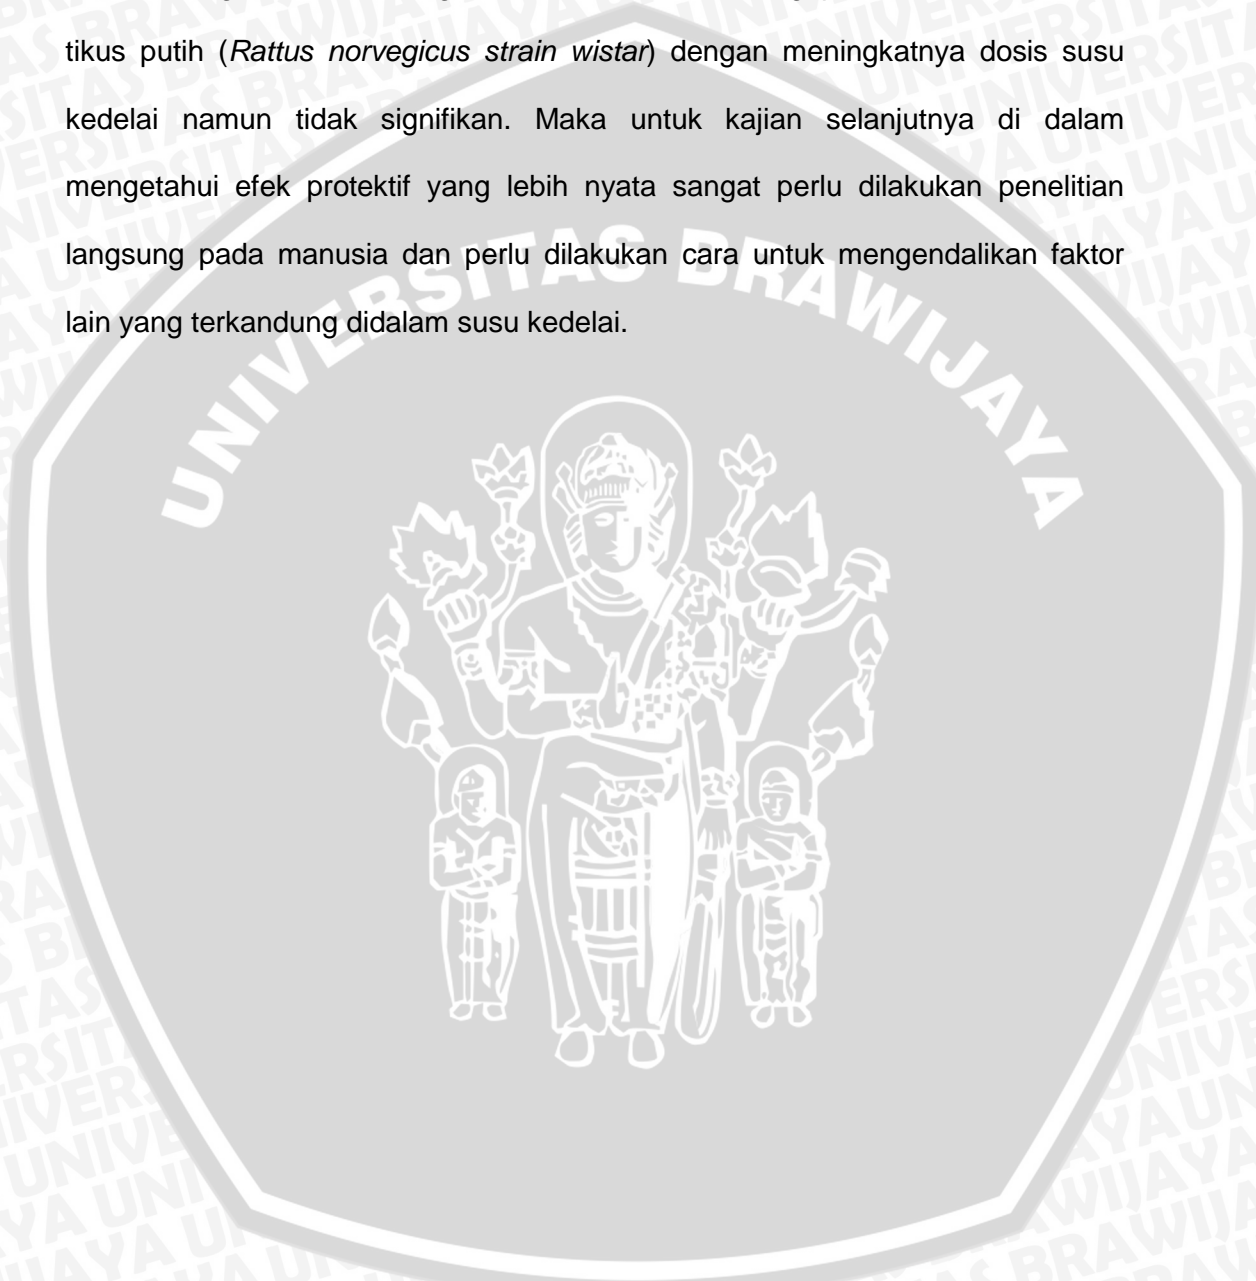 tikus putih (Rattus norvegicus strain wistar) dengan meningkatnya dosis susu
kedelai namun tidak signifikan. Maka untuk kajian selanjutnya di dalam
mengetahui efek protektif yang lebih nyata sangat perlu dilakukan penelitian
langsung pada manusia dan perlu dilakukan cara untuk mengendalikan faktor
lain yang terkandung didalam susu kedelai.
UNIVERSITAS BRAWIJAYA